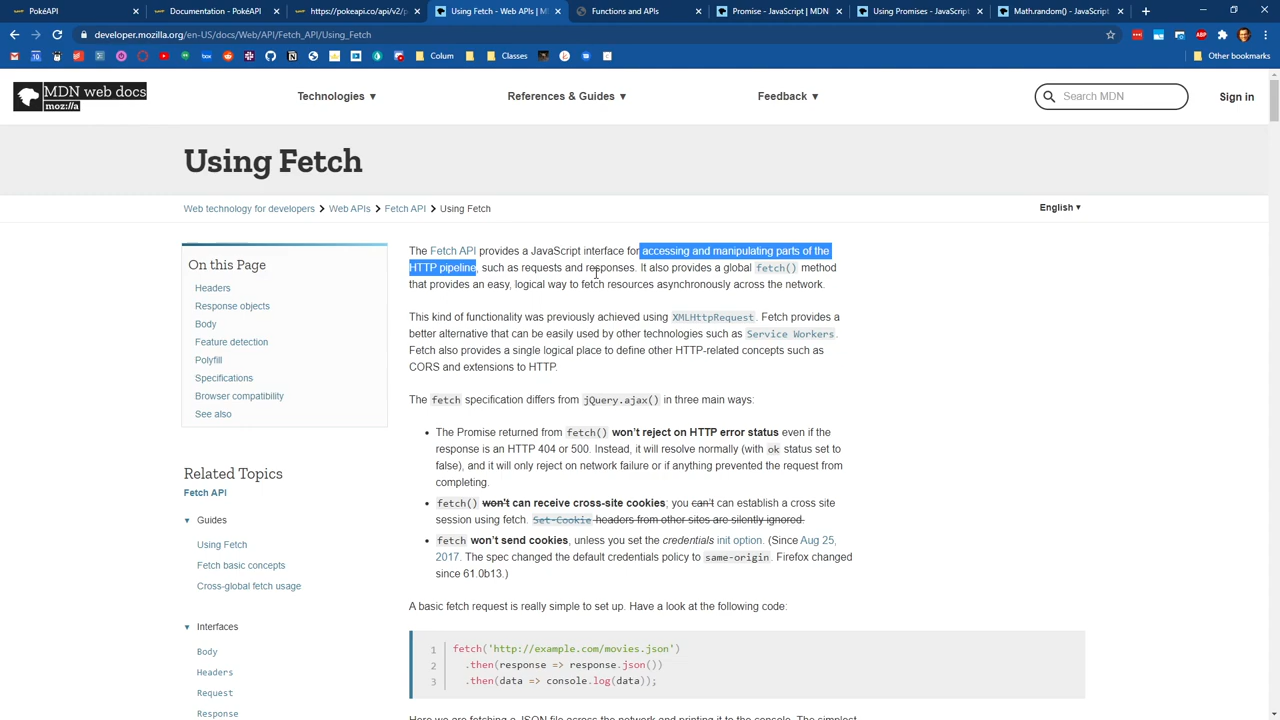 PokéAPI
Documentation - PokéAPI
https://pokeapi.co/api/v2/p
Using Fetch - Web APIs | M
Functions and APIs
Promise - JavaScript | MDN
Using Promises - JavaScript
Math.random() - JavaScript
developer.mozilla.org/en-US/docs/Web/API/Fetch_API/Using_Fetch
Colum
Classes
Other bookmarks
MDN web docs
moz://a
Technologies ▼
References & Guides ▼
Feedback ▼
Search MDN
Sign in
Using Fetch
Web technology for developers
Web APIs
Fetch API
Using Fetch
English ▾
On this Page
Headers
Response objects
Body
Feature detection
Polyfill
Specifications
Browser compatibility
See also
Related Topics
Fetch API
Guides
Using Fetch
Fetch basic concepts
Cross-global fetch usage
Interfaces
Body
Headers
Request
Response
The Fetch API provides a JavaScript interface for accessing and manipulating parts of the
HTTP pipeline, such as requests and responses. It also provides a global fetch() method
that provides an easy, logical way to fetch resources asynchronously across the network.
This kind of functionality was previously achieved using XMLHttpRequest. Fetch provides a
better alternative that can be easily used by other technologies such as Service Workers.
Fetch also provides a single logical place to define other HTTP-related concepts such as
CORS and extensions to HTTP.
The fetch specification differs from jQuery.ajax() in three main ways:
• The Promise returned from fetch() won't reject on HTTP error status even if the
response is an HTTP 404 or 500. Instead, it will resolve normally (with ok status set to
false), and it will only reject on network failure or if anything prevented the request from
completing.
• fetch() won't can receive cross-site cookies; you can't can establish a cross site
session using fetch. Set-Cookie headers from other sites are silently ignored.
• fetch won't send cookies, unless you set the credentials init option. (Since Aug 25,
2017. The spec changed the default credentials policy to same-origin. Firefox changed
since 61.0b13.)
A basic fetch request is really simple to set up. Have a look at the following code:
1 fetch('http://example.com/movies.json')
2 .then(response => response.json())
3 .then(data => console.log(data));
Here we are fetching a JSON file across the network and printing it to the console. The simplest